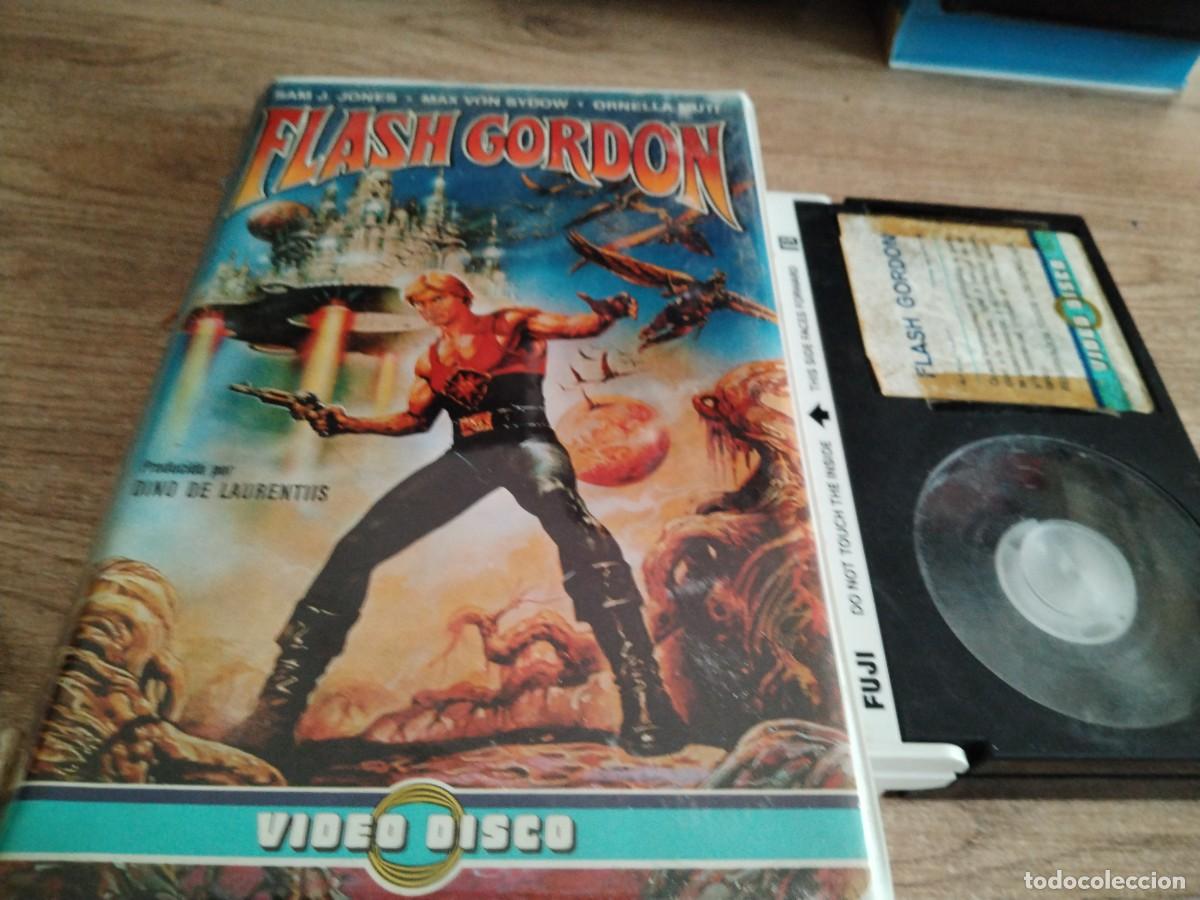 SAM J. JONES · MAX VON SYDOW · ORNELLA MUTI
FLASH GORDON
Producida por
DINO DE LAURENTIIS
VIDEO DISCO
FLASH GORDON
VIDEO DISCO
FUJI
DO NOT TOUCH THE INSIDE
THIS SIDE FACES FORWARD
todocoleccion